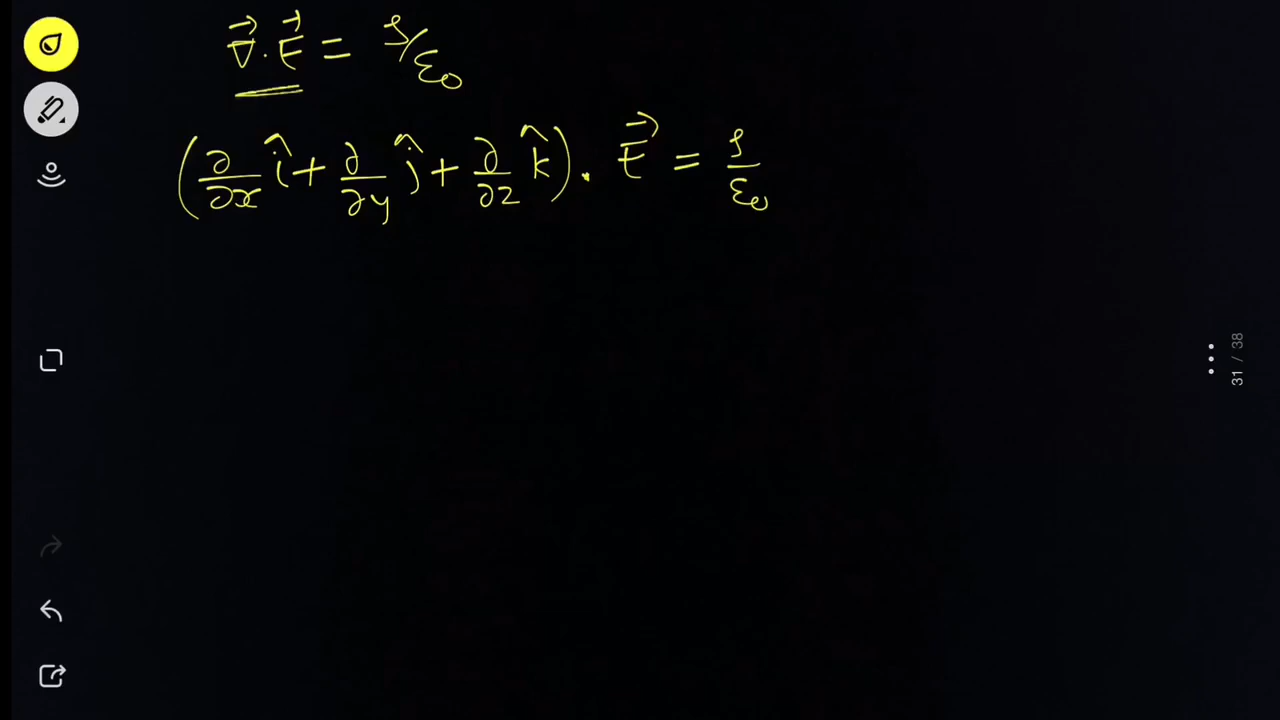 ∇⃗ · E⃗ = ρ/ε₀
(∂/∂x î + ∂/∂y ĵ + ∂/∂z k̂) · E⃗ = ρ/ε₀
31 / 38